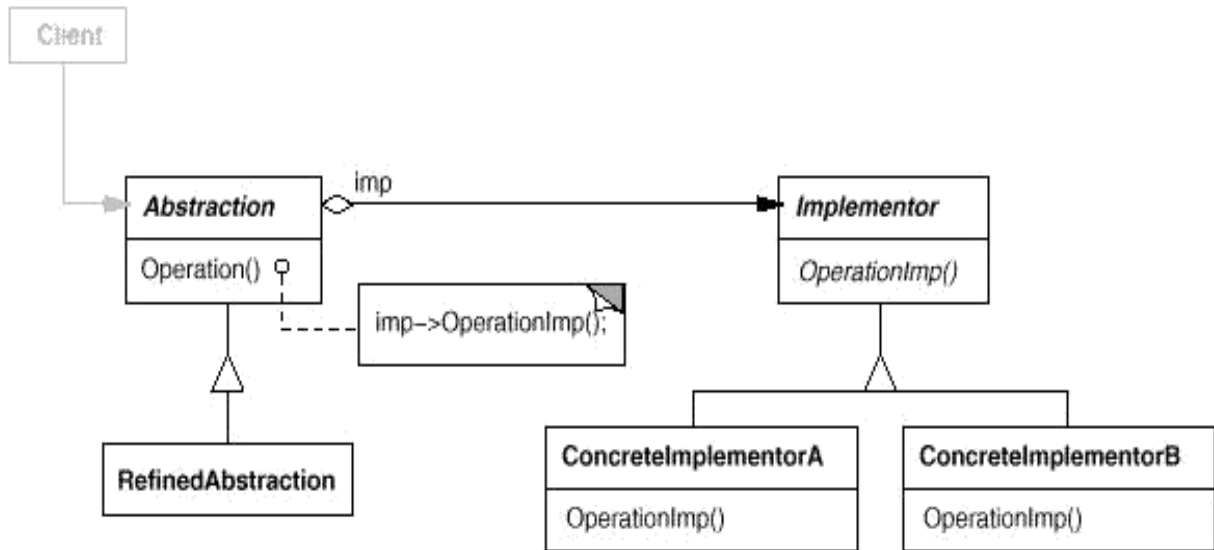 Client
imp
Abstraction
Implementor
Operation()
OperationImp()
imp->OperationImp();
RefinedAbstraction
ConcreteImplementorA
ConcreteImplementorB
OperationImp()
OperationImp()